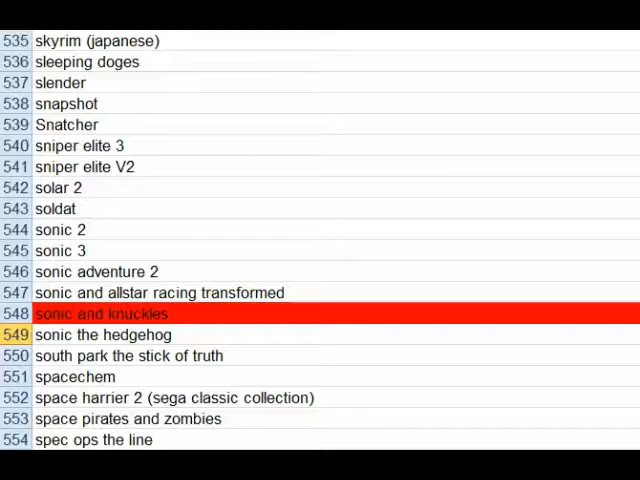 535 skyrim (japanese)
536 sleeping doges
537 slender
538 snapshot
539 Snatcher
540 sniper elite 3
541 sniper elite V2
542 solar 2
543 soldat
544 sonic 2
545 sonic 3
546 sonic adventure 2
547 sonic and allstar racing transformed
548 sonic and knuckles
549 sonic the hedgehog
550 south park the stick of truth
551 spacechem
552 space harrier 2 (sega classic collection)
553 space pirates and zombies
554 spec ops the line